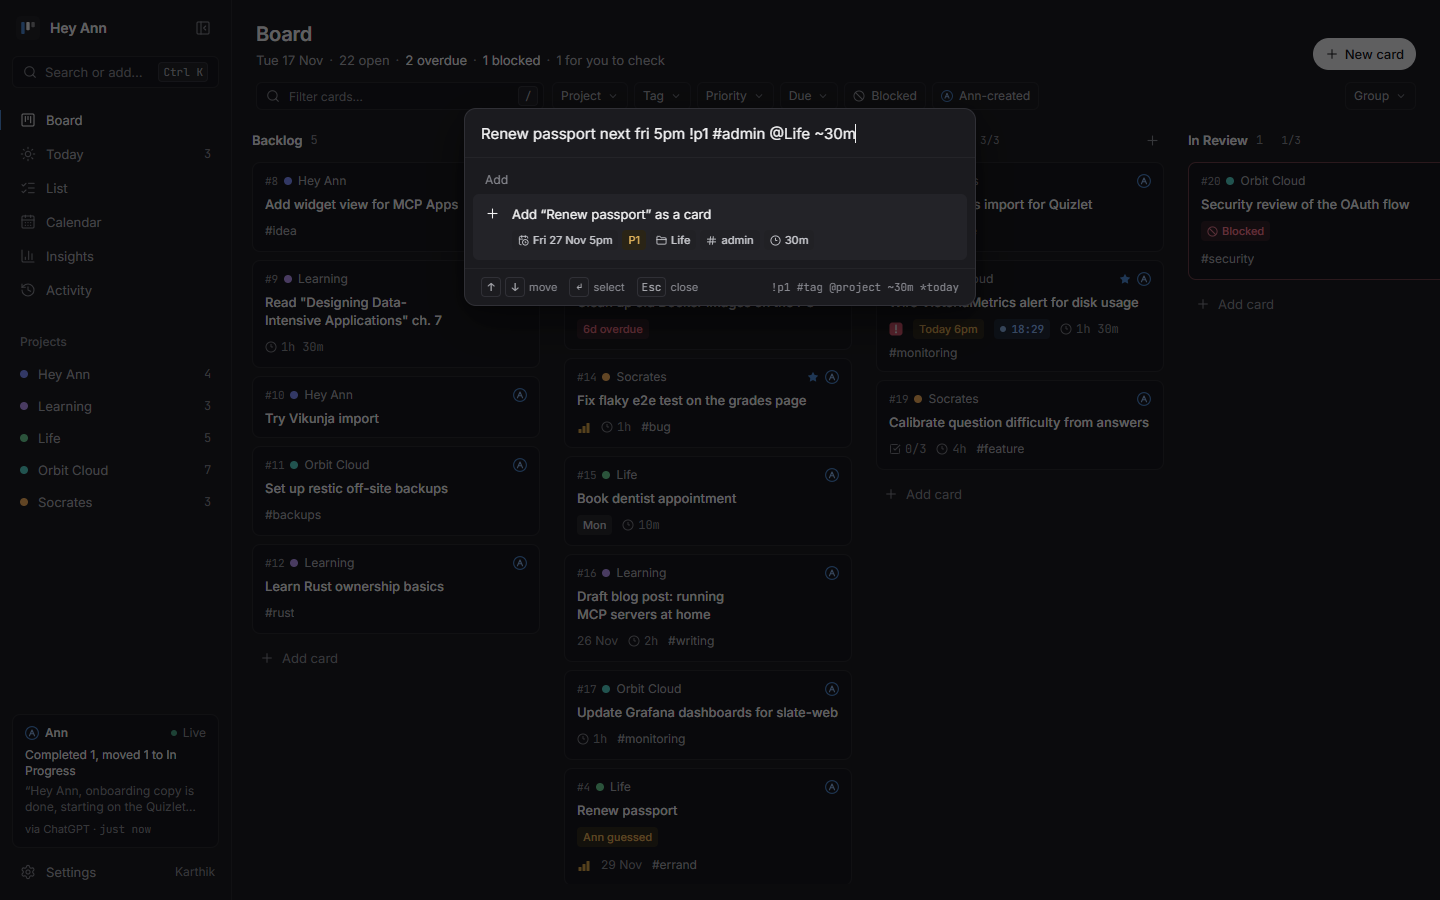 Hey Ann
Search or add... Ctrl K
Board
Today 3
List
Calendar
Insights
Activity
Projects
Hey Ann 4
Learning 3
Life 5
Orbit Cloud 7
Socrates 3
Ann Live
Completed 1, moved 1 to In
Progress
"Hey Ann, onboarding copy is
done, starting on the Quizlet...
via ChatGPT · just now
Settings Karthik
Board
Tue 17 Nov · 22 open · 2 overdue · 1 blocked · 1 for you to check
New card
Filter cards... /
Project
Tag
Priority
Due
Blocked
Ann-created
Group
Renew passport next fri 5pm !p1 #admin @Life ~30m
Add
Add “Renew passport” as a card
Fri 27 Nov 5pm P1 Life # admin 30m
move select Esc close !p1 #tag @project ~30m *today
Backlog 5
#8 Hey Ann
Add widget view for MCP Apps
#idea
#9 Learning
Read "Designing Data-
Intensive Applications" ch. 7
1h 30m
#10 Hey Ann
Try Vikunja import
#11 Orbit Cloud
Set up restic off-site backups
#backups
#12 Learning
Learn Rust ownership basics
#rust
Add card
6d overdue
#14 Socrates
Fix flaky e2e test on the grades page
1h #bug
#15 Life
Book dentist appointment
Mon 10m
#16 Learning
Draft blog post: running
MCP servers at home
26 Nov 2h #writing
#17 Orbit Cloud
Update Grafana dashboards for slate-web
1h #monitoring
#4 Life
Renew passport
Ann guessed
29 Nov #errand
3/3
import for Quizlet
Metrics alert for disk usage
Today 6pm 18:29 1h 30m
#monitoring
#19 Socrates
Calibrate question difficulty from answers
0/3 4h #feature
Add card
In Review 1 1/3
#20 Orbit Cloud
Security review of the OAuth flow
Blocked
#security
Add card